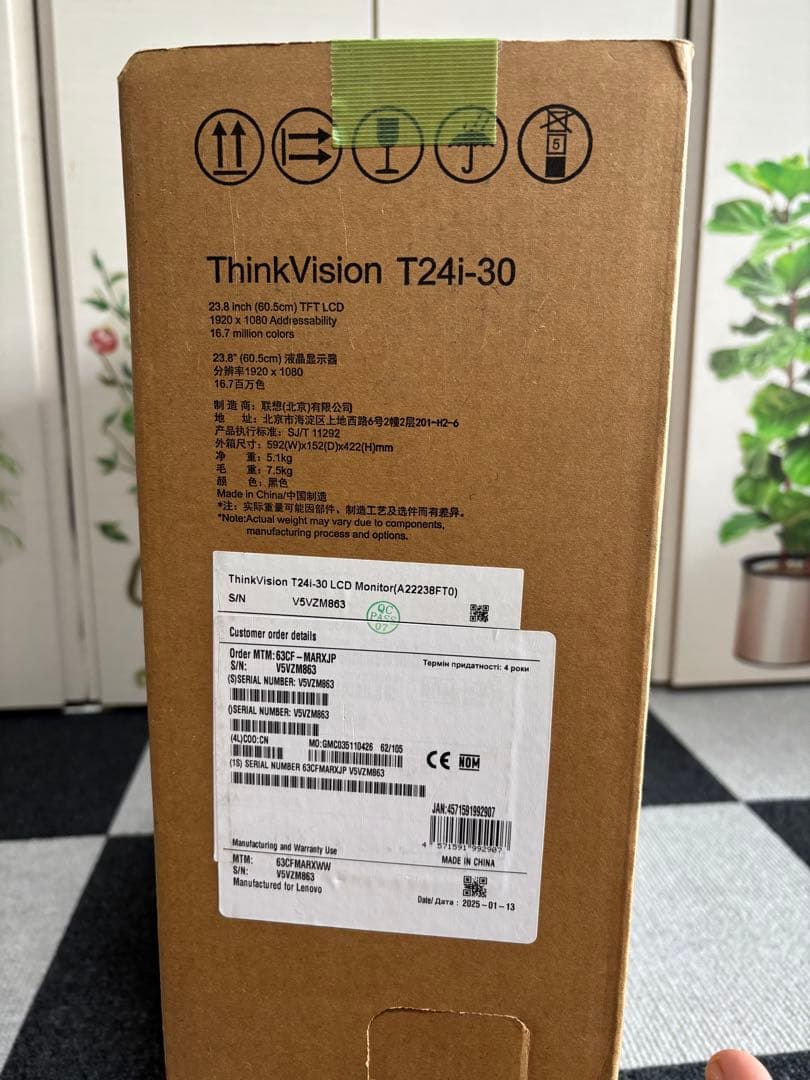 5
ThinkVision T24i-30
23.8 inch (60.5cm) TFT LCD
1920 x 1080 Addressability
16.7 million colors
23.8" (60.5cm) 液晶显示器
分辨率1920 x 1080
16.7百万色
制 造 商: 联想(北京)有限公司
地 址: 北京市海淀区上地西路6号2幢2层201-H2-6
产品执行标准: SJ/T 11292
外箱尺寸: 592(W)x152(D)x422(H)mm
净 重: 5.1kg
毛 重: 7.5kg
颜 色: 黑色
Made in China/中国制造
*注: 实际重量可能因部件, 制造工艺及选件而有差异.
*Note:Actual weight may vary due to components,
manufacturing process and options.
ThinkVision T24i-30 LCD Monitor(A22238FT0)
S/N V5VZM863
QC
PASS
07
Customer order details
Order MTM:63CF-MARXJP
S/N: V5VZM863
Термін придатності: 4 роки
(S)SERIAL NUMBER: V5VZM863
()SERIAL NUMBER: V5VZM863
(4L)COO:CN
MO:GMC035110426 62/105
(1S) SERIAL NUMBER 63CFMARXJP V5VZM863
CE NOM
JAN:4571591992907
4 571591 992907
Manufacturing and Warranty Use
MADE IN CHINA
MTM: 63CFMARXWW
S/N: V5VZM863
Manufactured for Lenovo
Date/ Дата : 2025-01-13